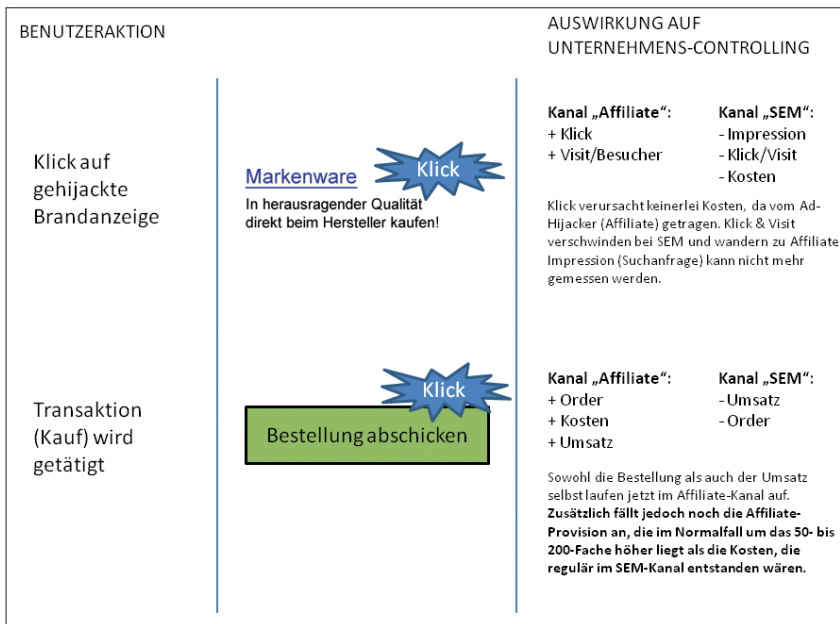 BENUTZERAKTION
AUSWIRKUNG AUF
UNTERNEHMENS-CONTROLLING
Klick auf
gehijackte
Brandanzeige
Markenware
Klick
In herausragender Qualität
direkt beim Hersteller kaufen!
Kanal „Affiliate“:
+ Klick
+ Visit/Besucher
Kanal „SEM“:
- Impression
- Klick/Visit
- Kosten
Klick verursacht keinerlei Kosten, da vom Ad-
Hijacker (Affiliate) getragen. Klick & Visit
verschwinden bei SEM und wandern zu Affiliate
Impression (Suchanfrage) kann nicht mehr
gemessen werden.
Transaktion
(Kauf) wird
getätigt
Klick
Bestellung abschicken
Kanal „Affiliate“:
+ Order
+ Kosten
+ Umsatz
Kanal „SEM“:
- Umsatz
- Order
Sowohl die Bestellung als auch der Umsatz
selbst laufen jetzt im Affiliate-Kanal auf.
Zusätzlich fällt jedoch noch die Affiliate-
Provision an, die im Normalfall um das 50- bis
200-Fache höher liegt als die Kosten, die
regulär im SEM-Kanal entstanden wären.